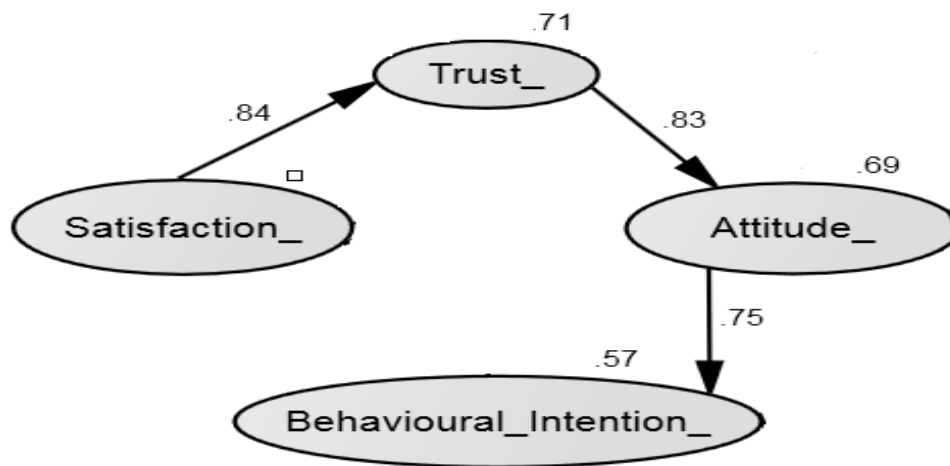 .71
Trust_
.84
.83
.69
Satisfaction_
Attitude_
.75
.57
Behavioural_Intention_